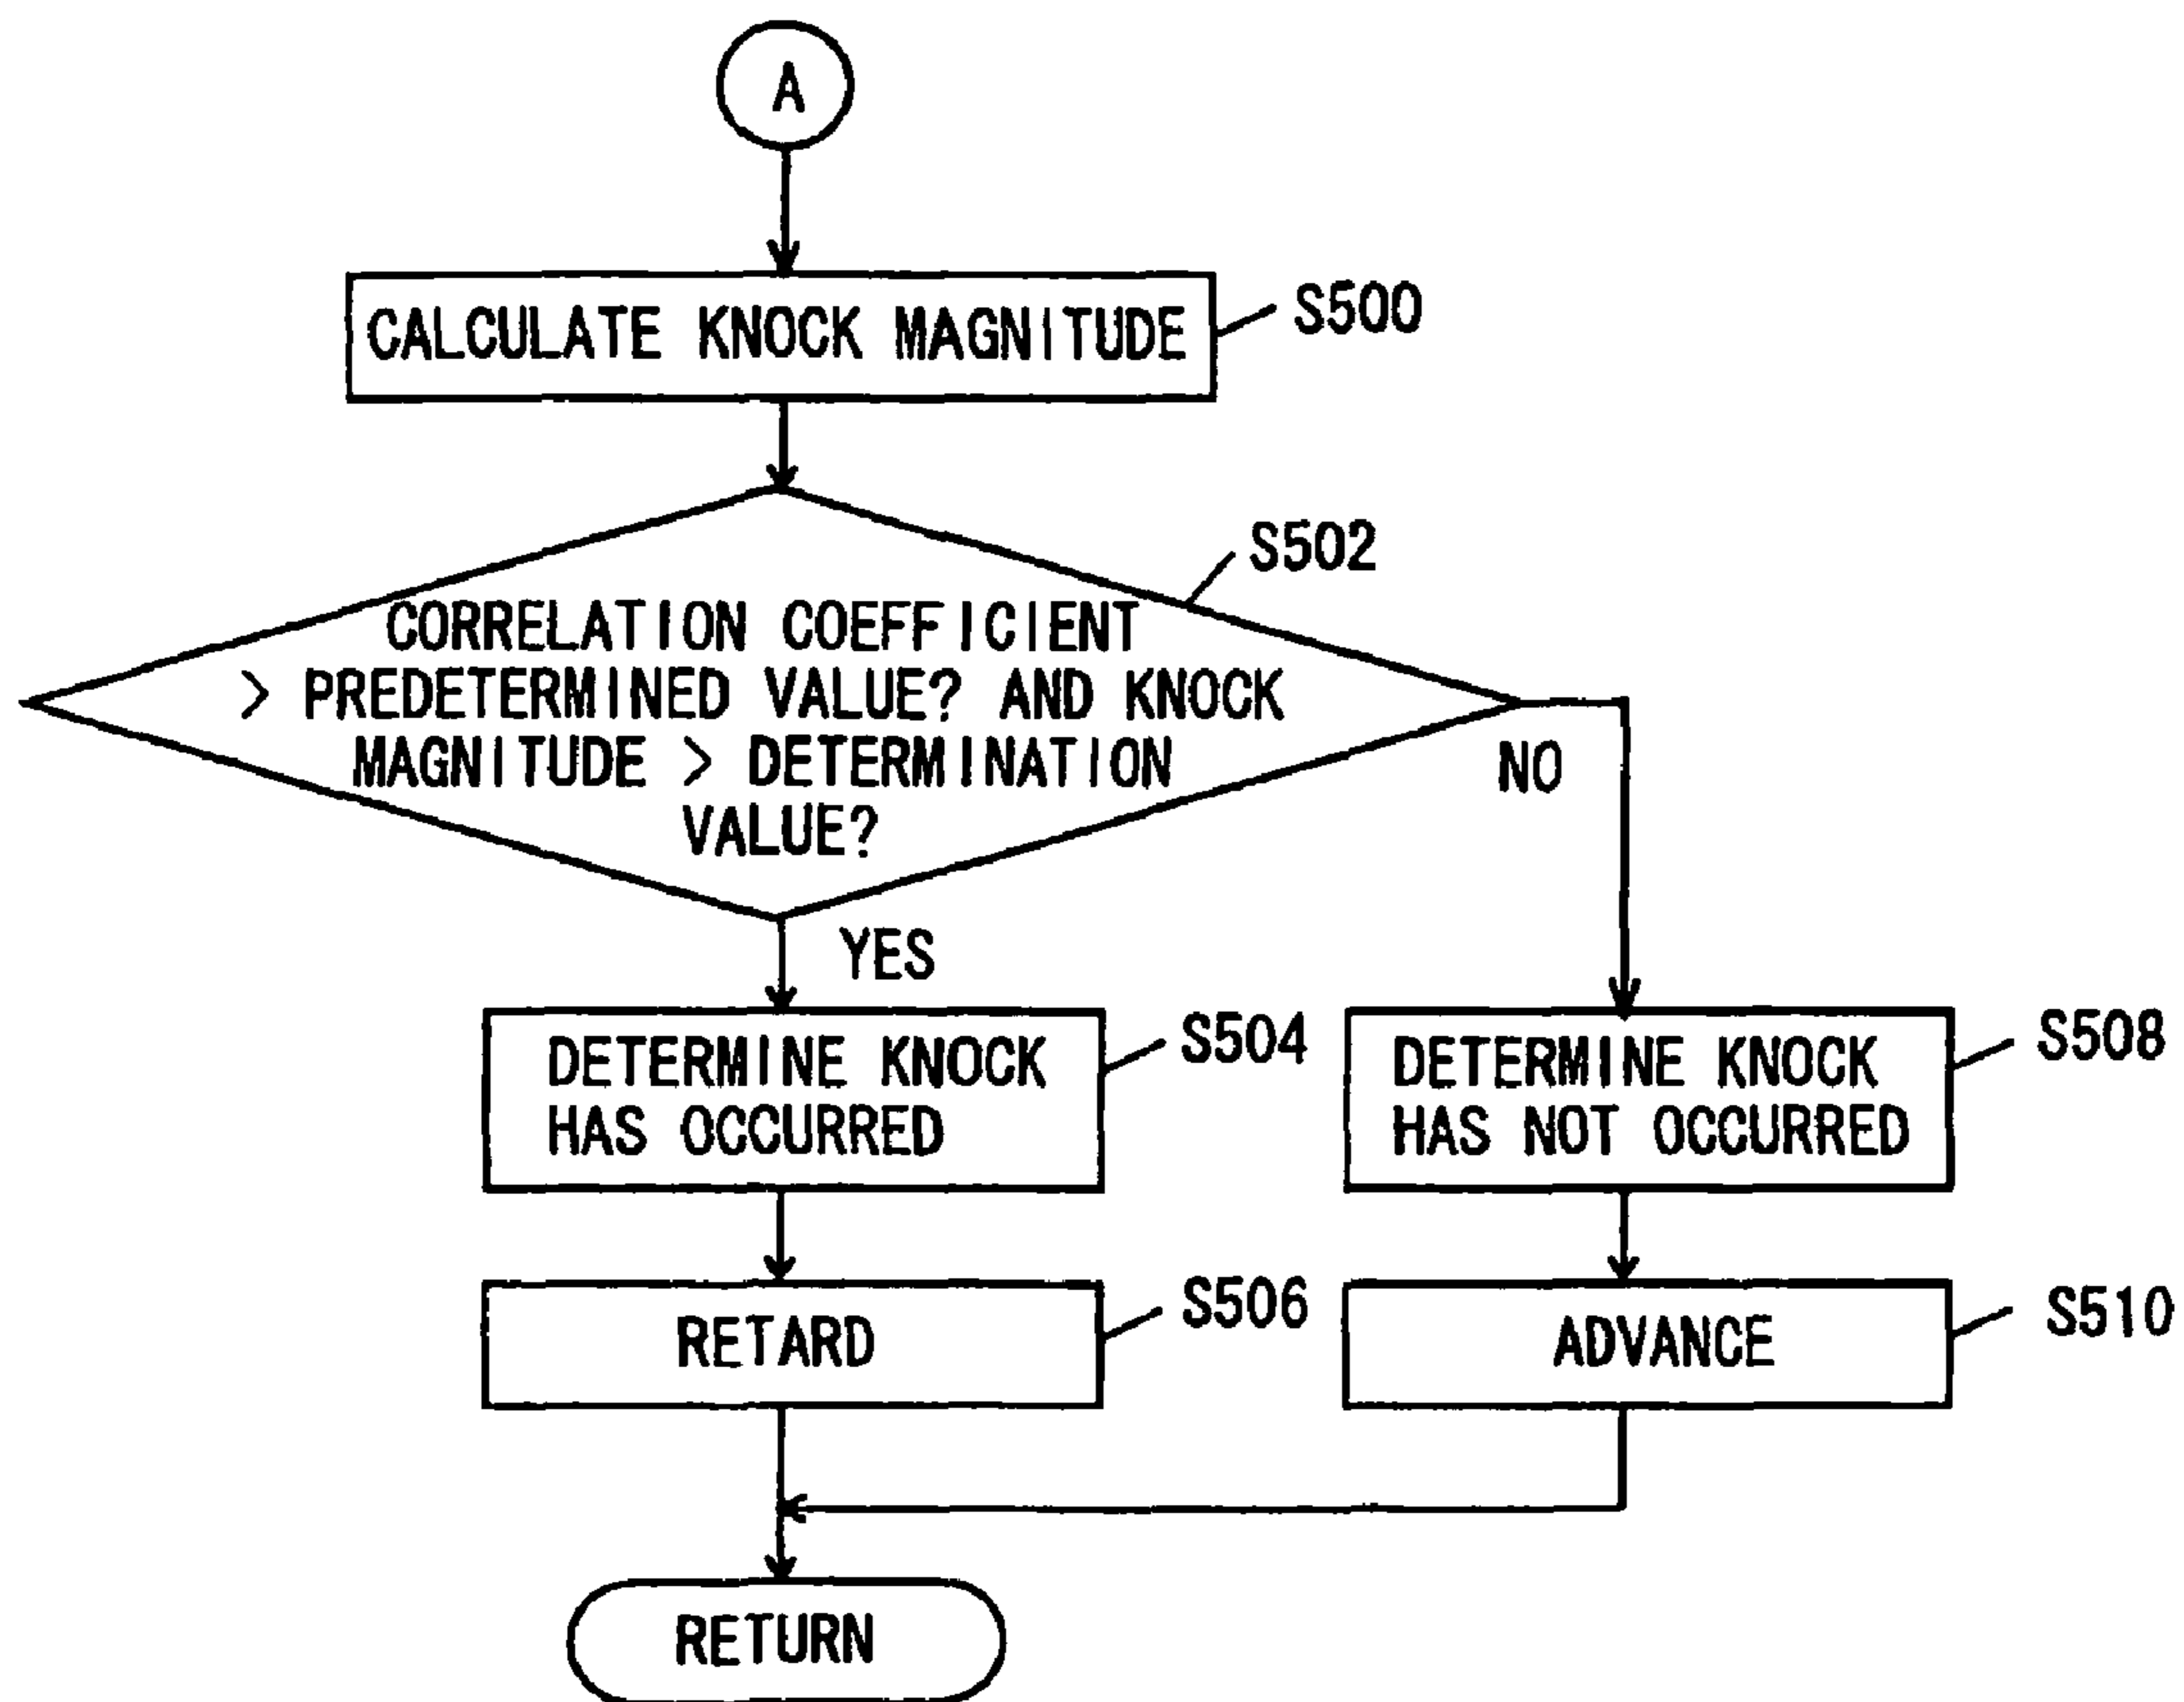 A
CALCULATE KNOCK MAGNITUDE
S500
S502
CORRELATION COEFFICIENT
> PREDETERMINED VALUE? AND KNOCK
MAGNITUDE > DETERMINATION
VALUE?
NO
YES
DETERMINE KNOCK
HAS OCCURRED
S504
DETERMINE KNOCK
HAS NOT OCCURRED
S508
RETARD
S506
ADVANCE
S510
RETURN